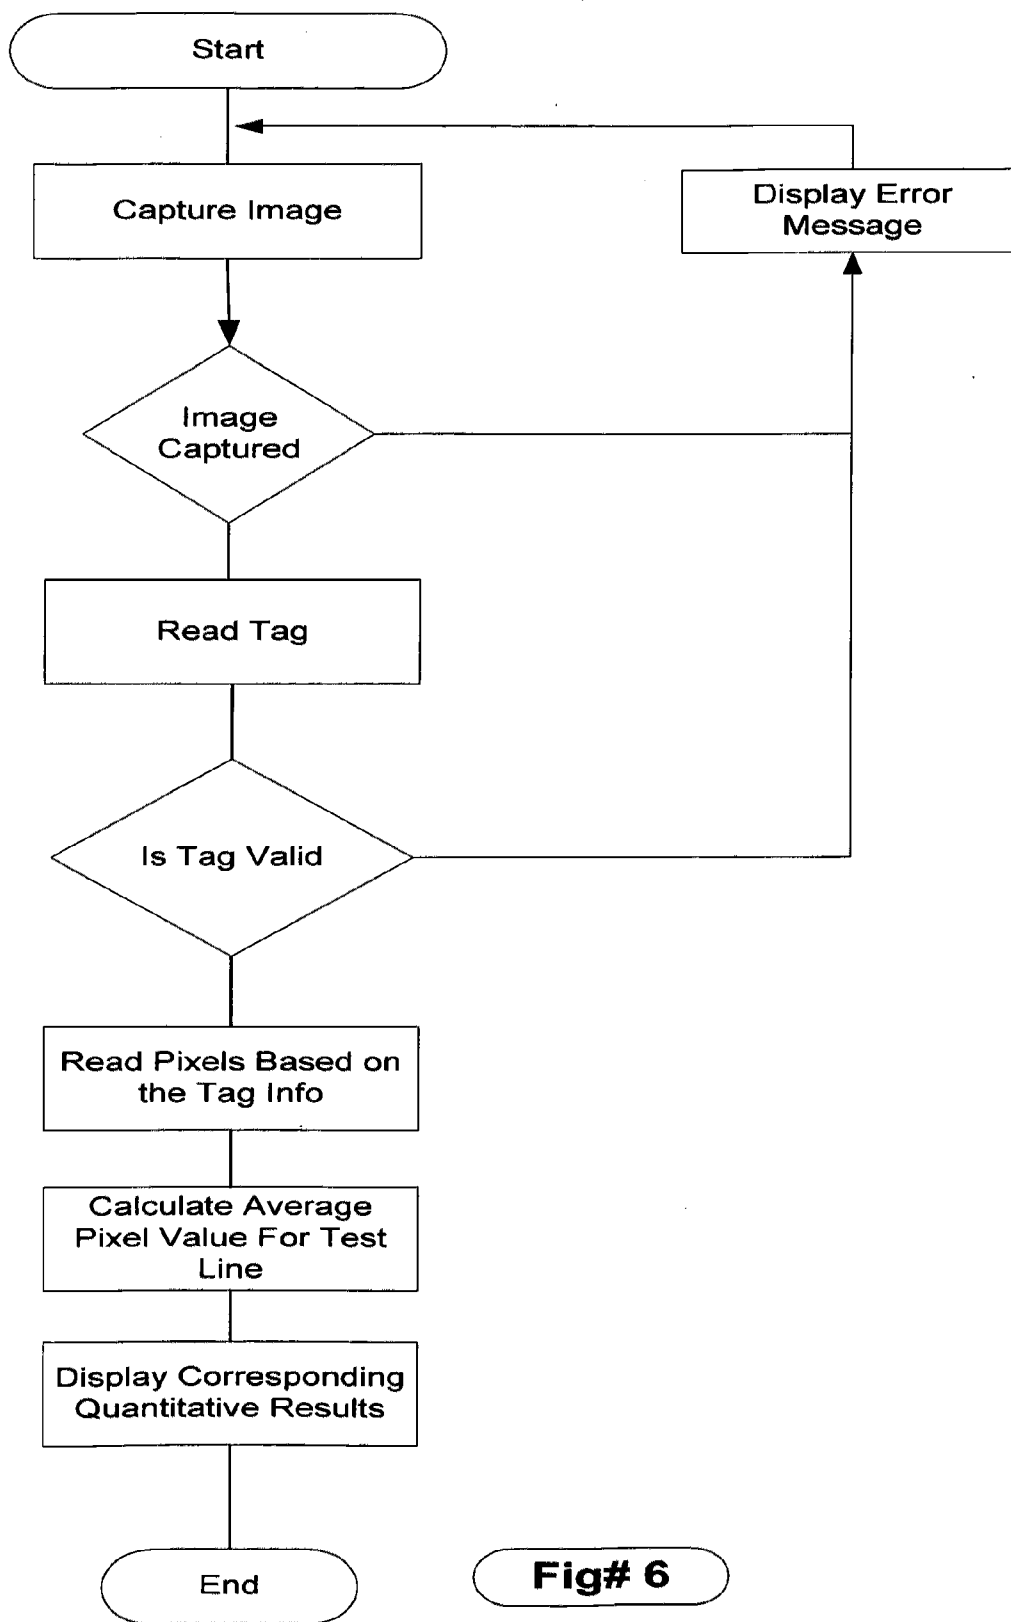 Start
Capture Image
Display Error
Message
Image
Captured
Read Tag
Is Tag Valid
Read Pixels Based on
the Tag Info
Calculate Average
Pixel Value For Test
Line
Display Corresponding
Quantitative Results
End
Fig# 6